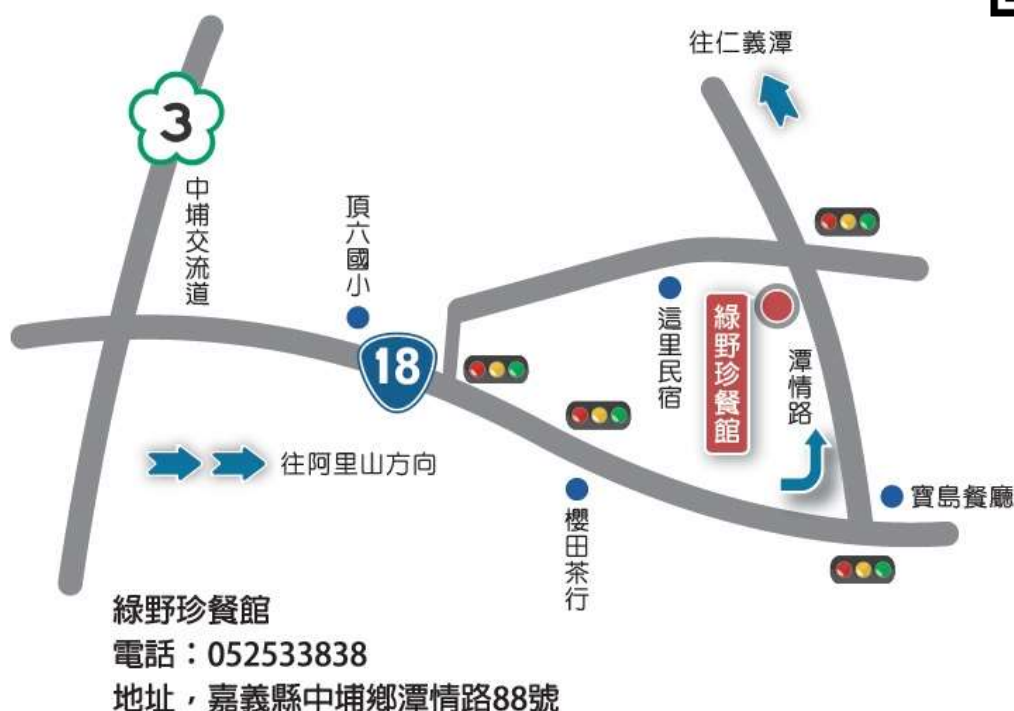 往仁義潭
3
中埔交流道
頂六國小
18
這里民宿
綠野珍餐館
潭情路
往阿里山方向
寶島餐廳
櫻田茶行
綠野珍餐館
電話：052533838
地址，嘉義縣中埔鄉潭情路88號